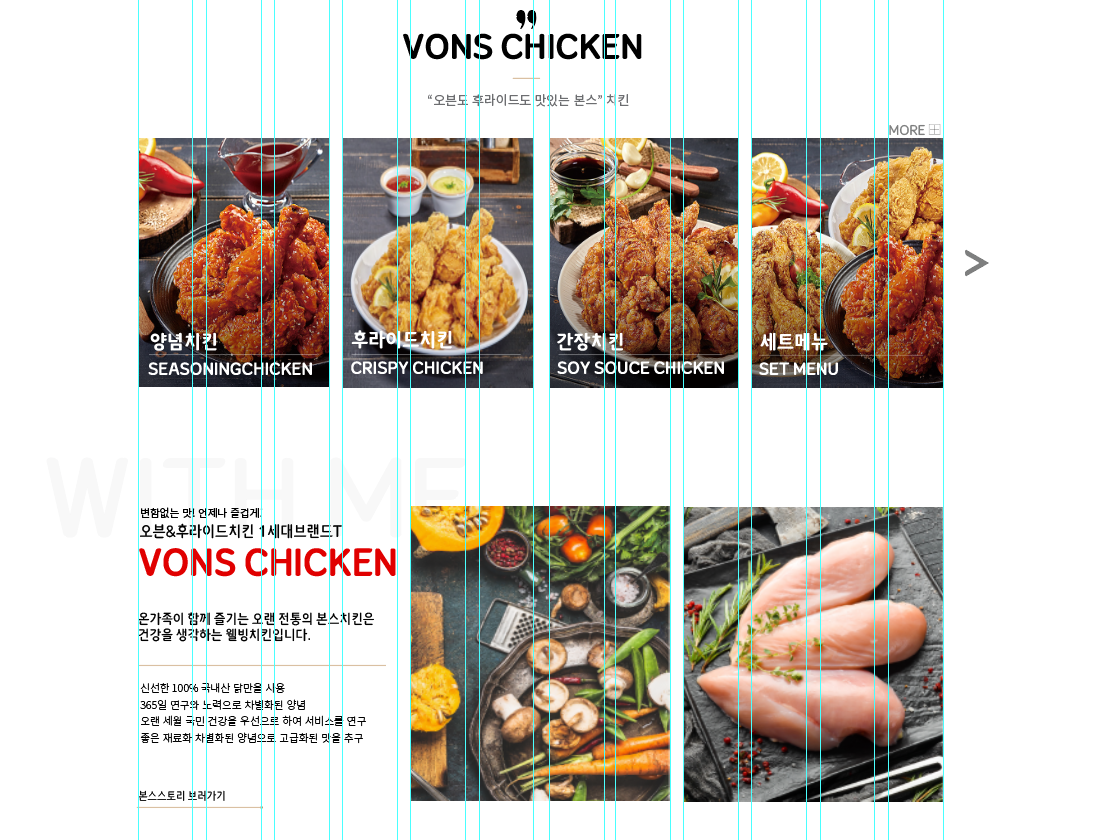 VONS CHICKEN
“오븐도 후라이드도 맛있는 본스” 치킨
MORE
양념치킨
SEASONINGCHICKEN
후라이드치킨
CRISPY CHICKEN
간장치킨
SOY SOUCE CHICKEN
세트메뉴
SET MENU
>
WITH ME
변함없는 맛! 언제나 즐겁게.
오븐&후라이드치킨 1세대브랜드T
VONS CHICKEN
온가족이 함께 즐기는 오랜 전통의 본스치킨은
건강을 생각하는 웰빙치킨입니다.
신선한 100% 국내산 닭만을 사용
365일 연구와 노력으로 차별화된 양념
오랜 세월 국민 건강을 우선으로 하여 서비스를 연구
좋은 재료화 차별화된 양념으로 고급화된 맛을 추구
본스스토리 보러가기